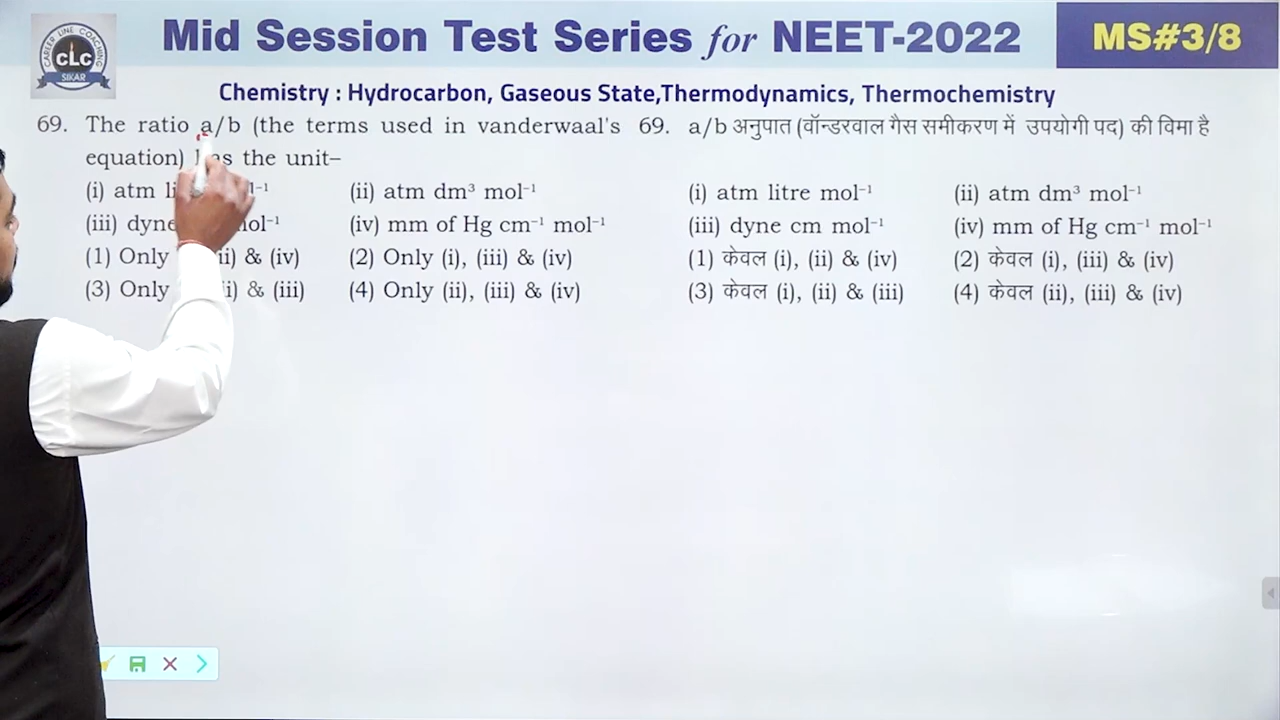 Mid Session Test Series for NEET-2022
MS#3/8
CAREER LINE COACHING
CLC
SIKAR
Chemistry : Hydrocarbon, Gaseous State,Thermodynamics, Thermochemistry
69. The ratio a/b (the terms used in vanderwaal's
equation) has the unit–
(i) atm li
(ii) atm dm³ mol⁻¹
(iii) dyne mol⁻¹
(iv) mm of Hg cm⁻¹ mol⁻¹
(1) Only & (iv)
(2) Only (i), (iii) & (iv)
(3) Only & (iii)
(4) Only (ii), (iii) & (iv)
69. a/b अनुपात (वॉन्डरवाल गैस समीकरण में उपयोगी पद) की विमा है
(i) atm litre mol⁻¹
(ii) atm dm³ mol⁻¹
(iii) dyne cm mol⁻¹
(iv) mm of Hg cm⁻¹ mol⁻¹
(1) केवल (i), (ii) & (iv)
(2) केवल (i), (iii) & (iv)
(3) केवल (i), (ii) & (iii)
(4) केवल (ii), (iii) & (iv)